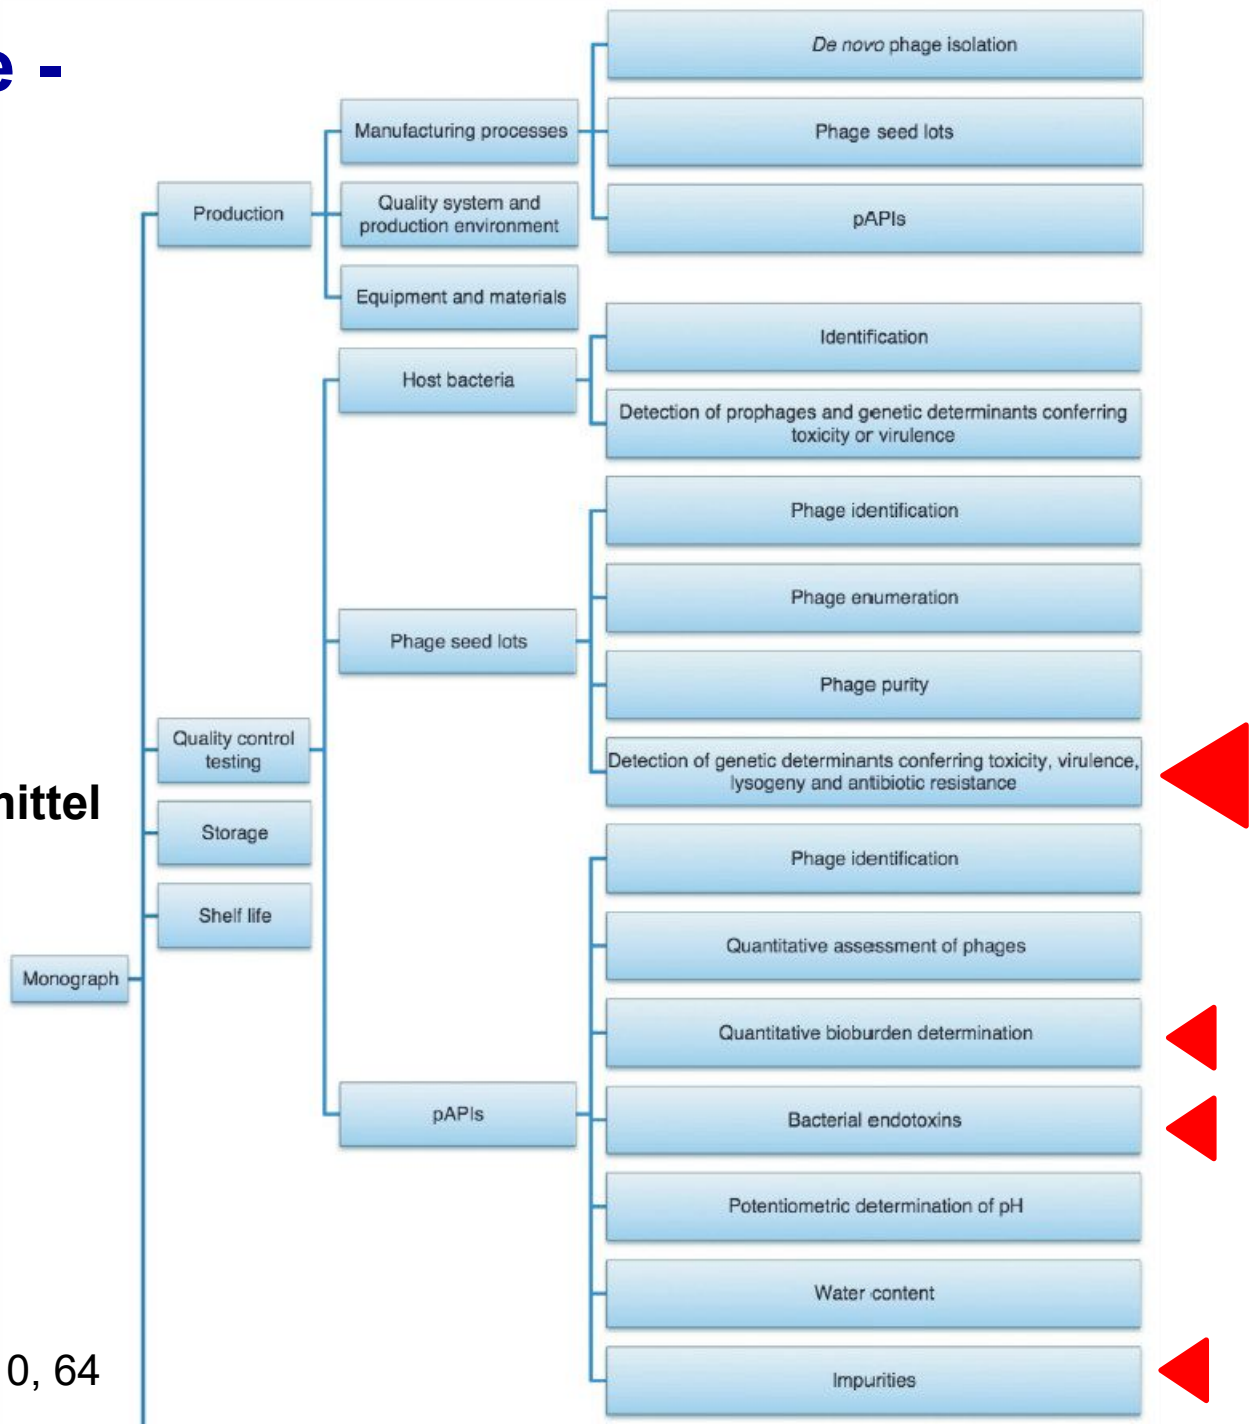 e -
De novo phage isolation
Manufacturing processes
Phage seed lots
Production
Quality system and
production environment
pAPIs
Equipment and materials
Identification
Host bacteria
Detection of prophages and genetic determinants conferring
toxicity or virulence
Phage identification
Phage enumeration
Phage seed lots
Phage purity
Quality control
testing
Detection of genetic determinants conferring toxicity, virulence,
lysogeny and antibiotic resistance
mittel
Storage
Phage identification
Shelf life
Quantitative assessment of phages
Monograph
Quantitative bioburden determination
pAPIs
Bacterial endotoxins
Potentiometric determination of pH
Water content
0, 64
Impurities